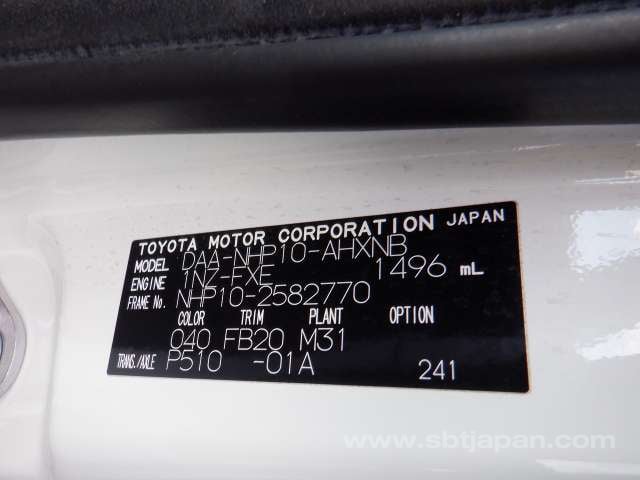 TOYOTA MOTOR CORPORATION JAPAN
MODEL DAA-NHP10-AHXNB
ENGINE 1NZ-FXE 1496 mL
FRAME No. NHP10-2582770
COLOR TRIM PLANT OPTION
040 FB20 M31
TRANS./AXLE P510 -01A 241
www.sbtjapan.com